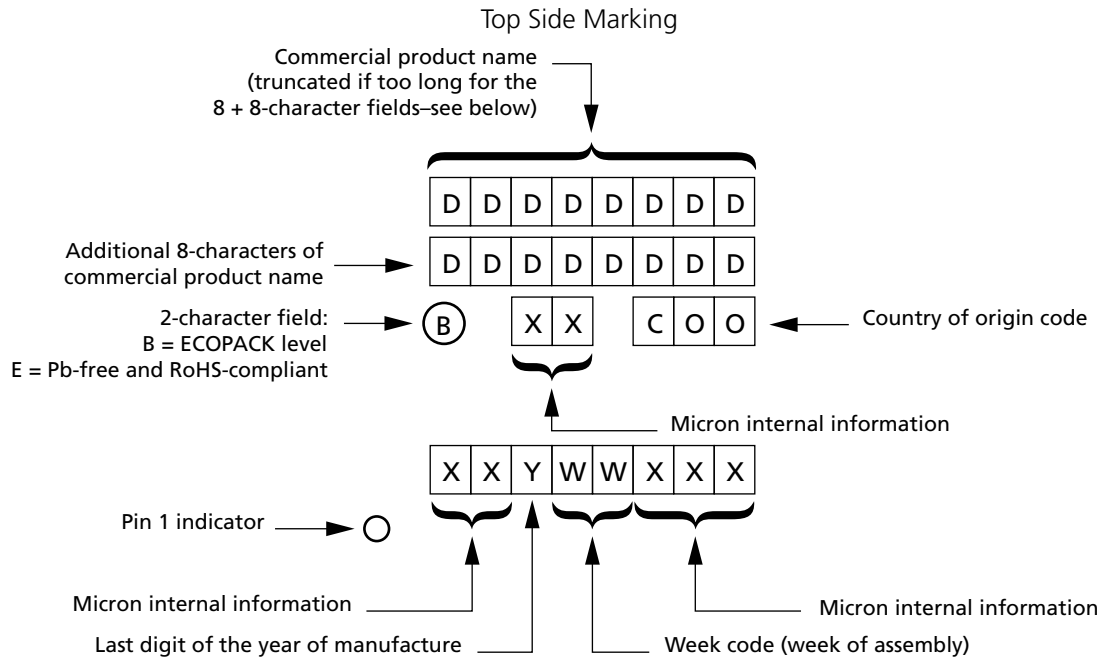 Top Side Marking
Commercial product name
(truncated if too long for the
8 + 8-character fields–see below)
D D D D D D D D
Additional 8-characters of
commercial product name
D D D D D D D D
2-character field:
B = ECOPACK level
E = Pb-free and RoHS-compliant
B X X C O O
Country of origin code
Micron internal information
X X Y W W X X X
Pin 1 indicator
Micron internal information
Micron internal information
Last digit of the year of manufacture
Week code (week of assembly)